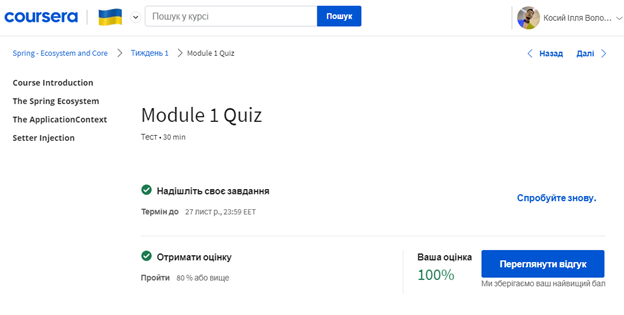 coursera
Пошук у курсі
Пошук
Косий Ілля Воло...
Spring - Ecosystem and Core
Тиждень 1
Module 1 Quiz
Назад
Далі
Course Introduction
The Spring Ecosystem
The ApplicationContext
Setter Injection
Module 1 Quiz
Тест • 30 min
Надішліть своє завдання
Термін до 27 лист р., 23:59 EET
Спробуйте знову.
Отримати оцінку
Пройти 80 % або вище
Ваша оцінка
100%
Переглянути відгук
Ми зберігаємо ваш найвищий бал